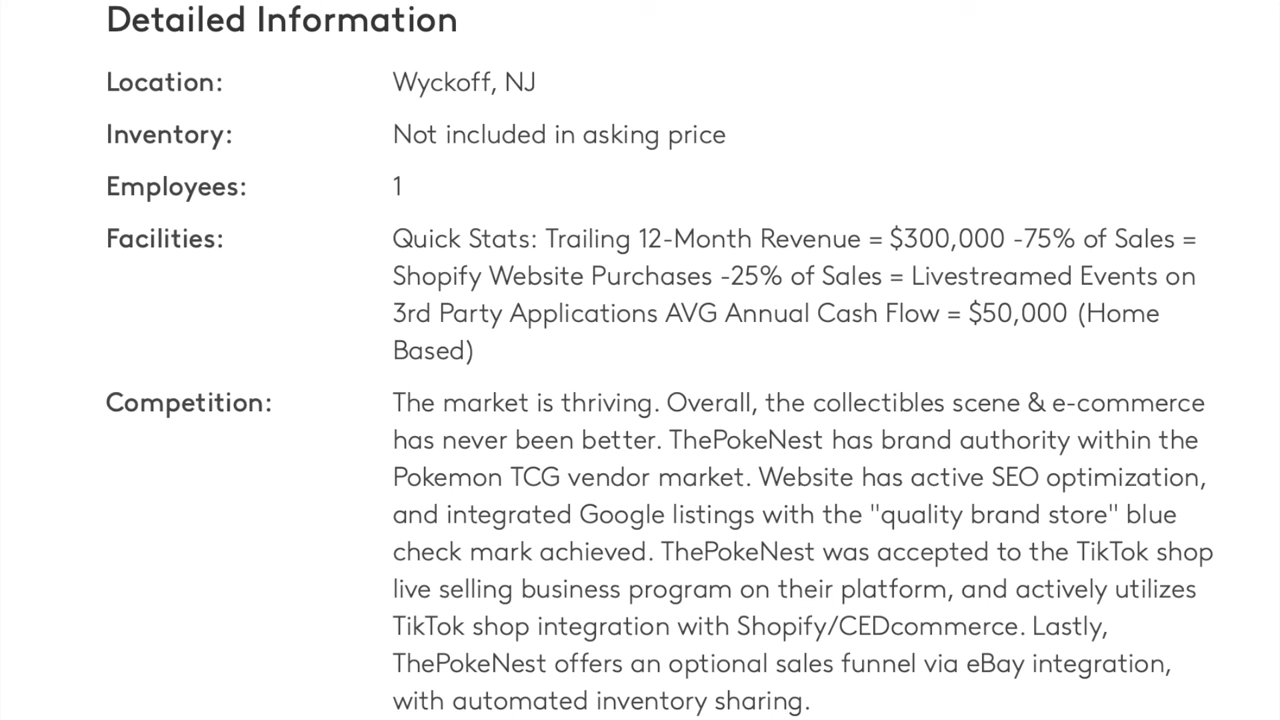 Detailed Information
Location: Wyckoff, NJ
Inventory: Not included in asking price
Employees: 1
Facilities: Quick Stats: Trailing 12-Month Revenue = $300,000 -75% of Sales =
Shopify Website Purchases -25% of Sales = Livestreamed Events on
3rd Party Applications AVG Annual Cash Flow = $50,000 (Home
Based)
Competition: The market is thriving. Overall, the collectibles scene & e-commerce
has never been better. ThePokeNest has brand authority within the
Pokemon TCG vendor market. Website has active SEO optimization,
and integrated Google listings with the "quality brand store" blue
check mark achieved. ThePokeNest was accepted to the TikTok shop
live selling business program on their platform, and actively utilizes
TikTok shop integration with Shopify/CEDcommerce. Lastly,
ThePokeNest offers an optional sales funnel via eBay integration,
with automated inventory sharing.